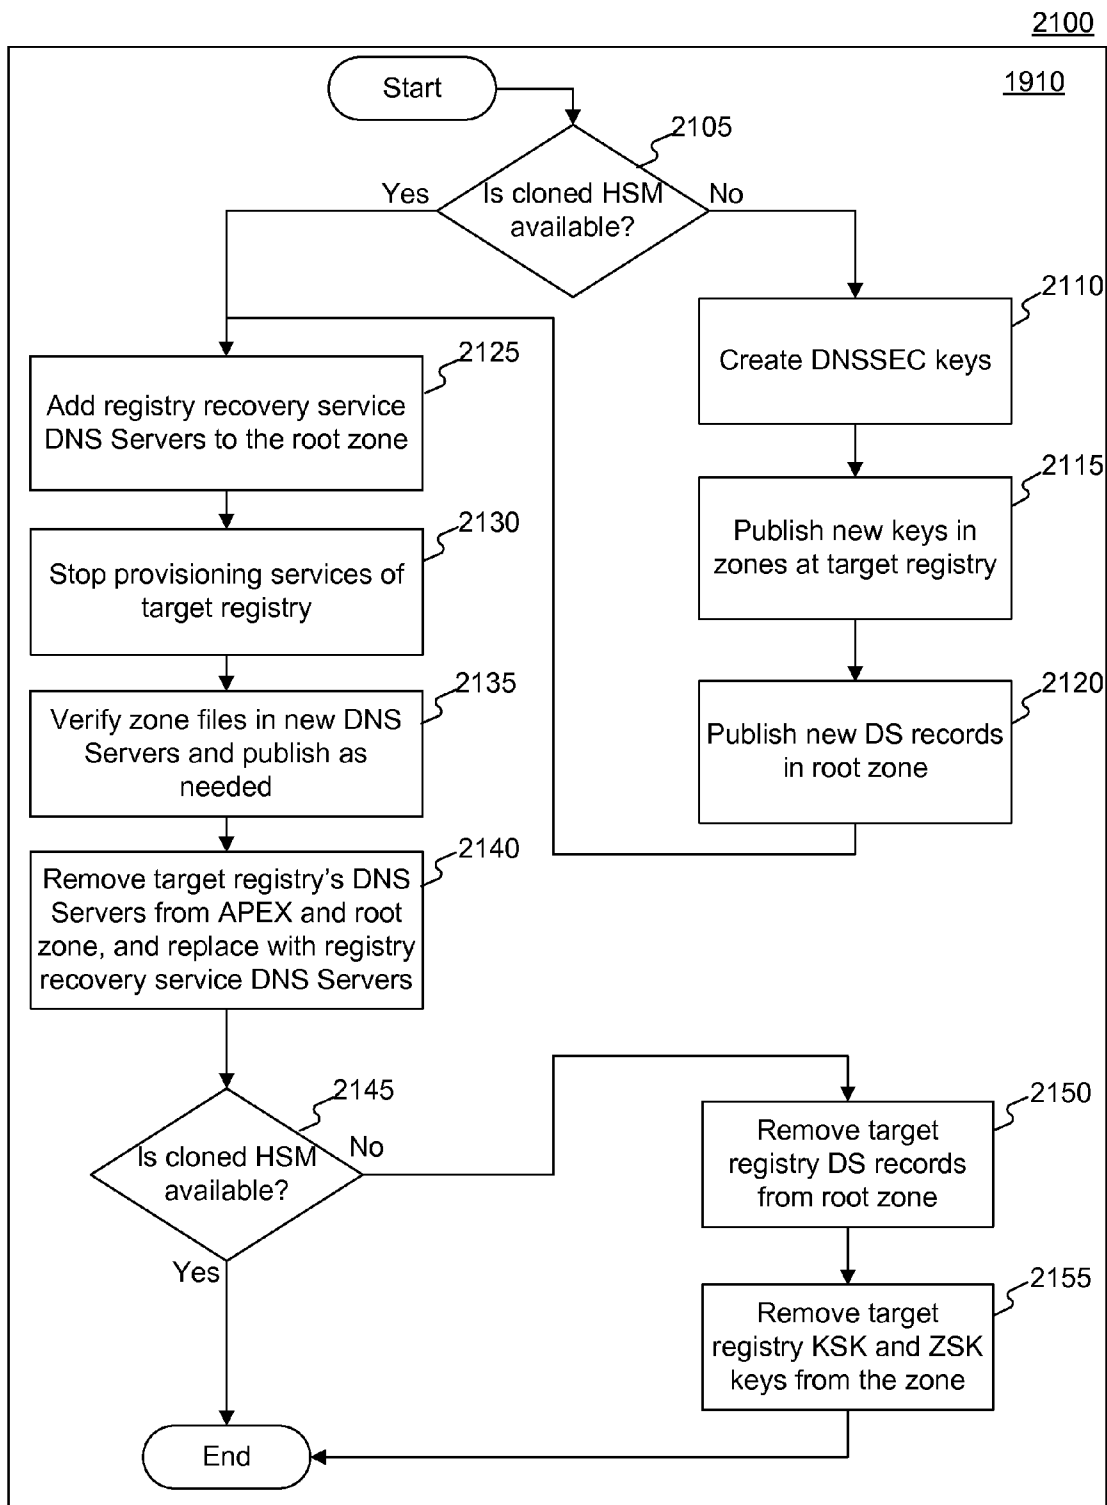 2100
1910
Start
2105
Is cloned HSM
available?
Yes
No
2110
Create DNSSEC keys
2115
Publish new keys in
zones at target registry
2120
Publish new DS records
in root zone
2125
Add registry recovery service
DNS Servers to the root zone
2130
Stop provisioning services of
target registry
2135
Verify zone files in new DNS
Servers and publish as
needed
2140
Remove target registry's DNS
Servers from APEX and root
zone, and replace with registry
recovery service DNS Servers
2145
Is cloned HSM
available?
No
Yes
2150
Remove target
registry DS records
from root zone
2155
Remove target
registry KSK and ZSK
keys from the zone
End